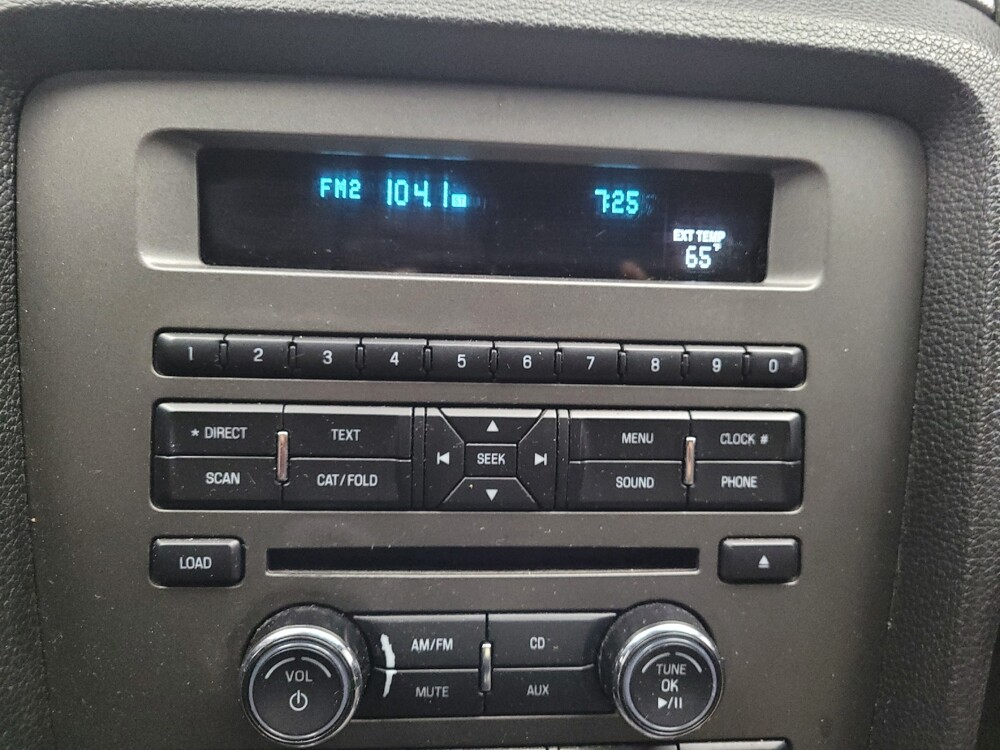 FM2 104.1 ST 7:25
EXT TEMP
65°F
1 2 3 4 5 6 7 8 9 0
* DIRECT TEXT MENU CLOCK #
SEEK
SCAN CAT/FOLD SOUND PHONE
LOAD
VOL AM/FM CD TUNE
OK
MUTE AUX